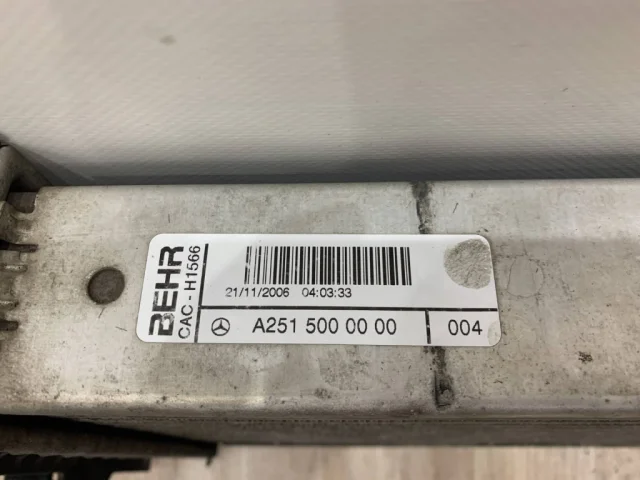 BEHR
CAC - H1566
21/11/2006 04:03:33
A251 500 00 00
004